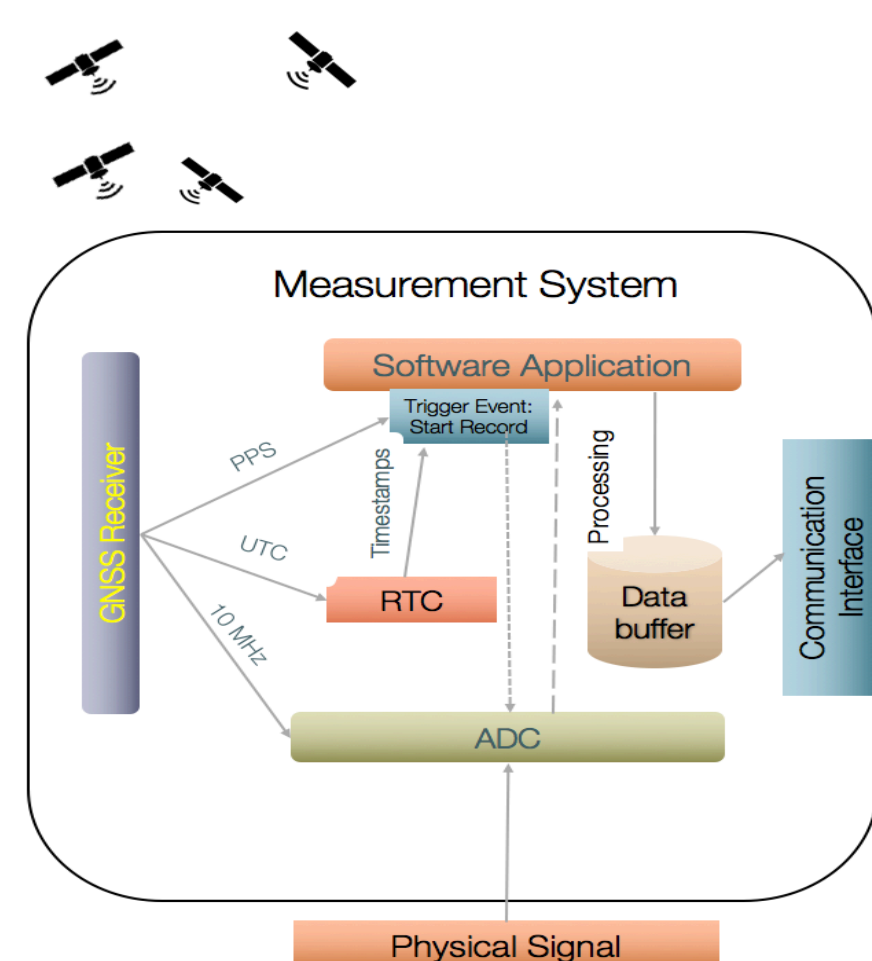 Measurement System
Software Application
Trigger Event:
Start Record
PPS
Timestamps
Processing
GNSS Receiver
UTC
RTC
10 MHz
Data
buffer
Communication
Interface
ADC
Physical Signal